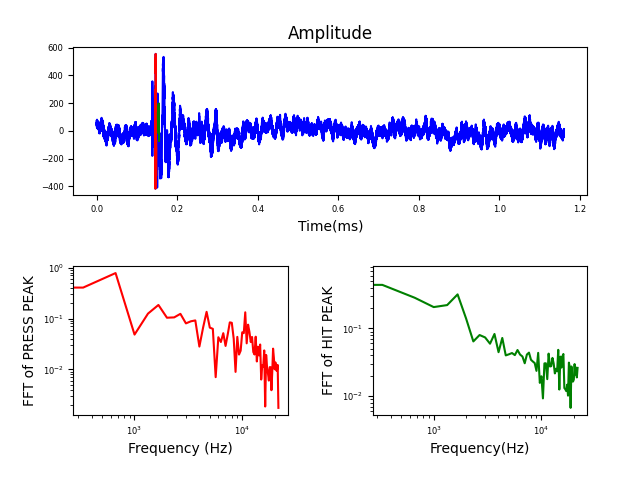 Amplitude
600
400
200
0
−200
−400
0.0 0.2 0.4 0.6 0.8 1.0 1.2
Time(ms)
FFT of PRESS PEAK
10⁰
10⁻¹
10⁻²
10³ 10⁴
Frequency (Hz)
FFT of HIT PEAK
10⁻¹
10⁻²
10³ 10⁴
Frequency(Hz)